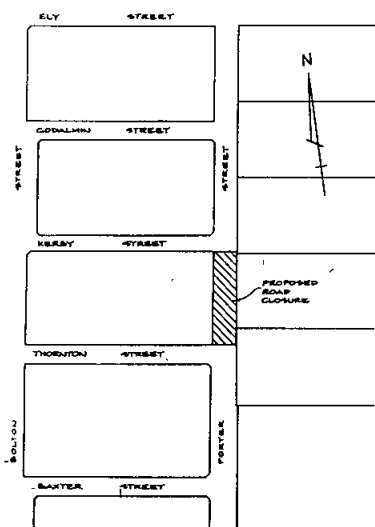 ELY STREET
N
GODALMIN STREET
STREET
STREET
KERBY STREET
PROPOSED
ROAD
CLOSURE
THORNTON STREET
BOLTON
PORTER
BAXTER STREET